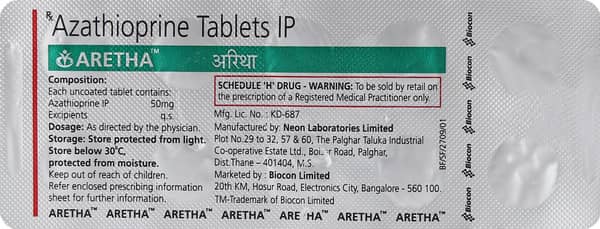 Rx Azathioprine Tablets IP
ARETHA™ अरिथा
Composition:
Each uncoated tablet contains:
Azathioprine IP 50mg
Excipients q.s.
Dosage: As directed by the physician.
Storage: Store protected from light.
Store below 30°C,
protected from moisture.
Keep out of reach of children.
Refer enclosed prescribing information
sheet for further information.
SCHEDULE 'H' DRUG - WARNING: To be sold by retail on
the prescription of a Registered Medical Practitioner only.
Mfg. Lic. No. : KD-687
Manufactured by: Neon Laboratories Limited
Plot No.29 to 32, 57 & 60, The Palghar Taluka Industrial
Co-operative Estate Ltd., Boisar Road, Palghar,
Dist.Thane – 401404, M.S.
Marketed by : Biocon Limited
20th KM, Hosur Road, Electronics City, Bangalore - 560 100.
TM-Trademark of Biocon Limited
ARETHA™ ARETHA™ ARETHA™ ARETHA™ ARETHA™ ARETHA™ ARETHA™
BF/SF/2709/01
Biocon
Biocon
Biocon
Biocon
Biocon